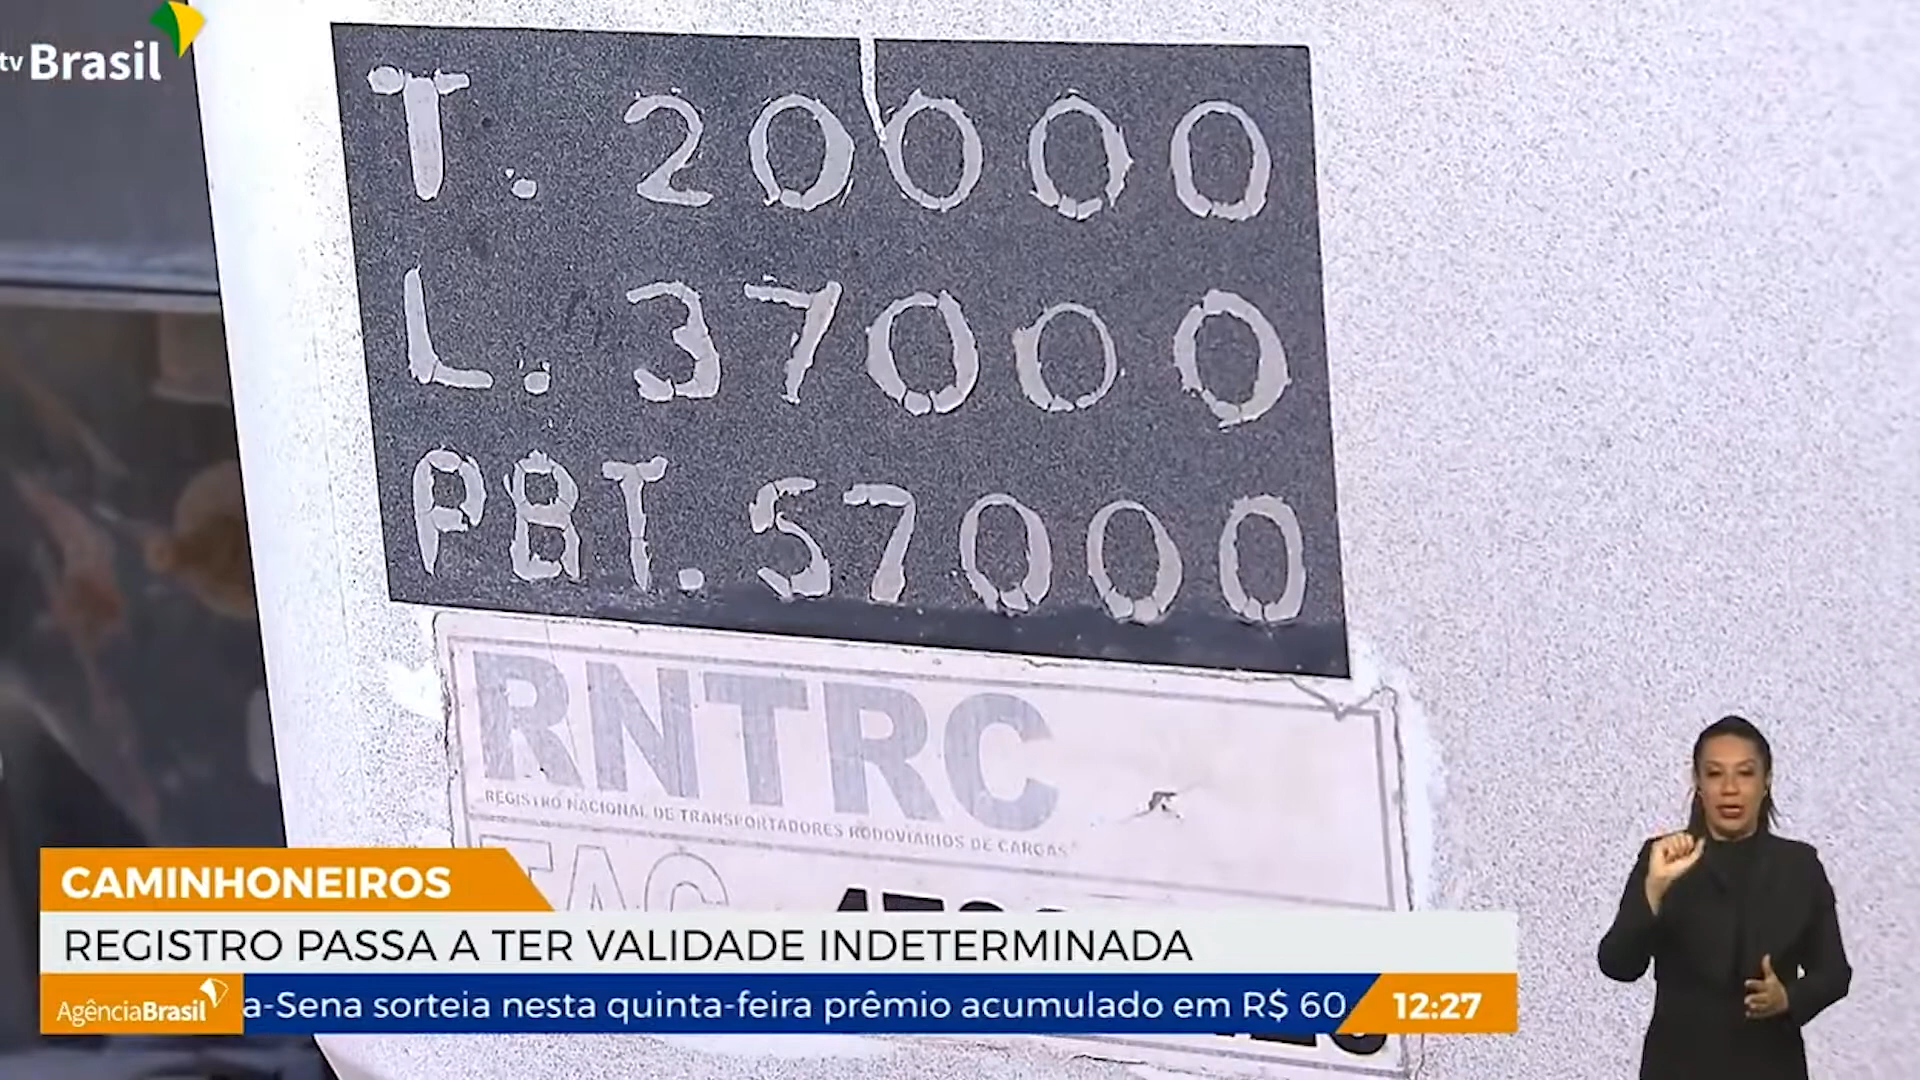 tv Brasil
T. 20000
L. 37000
PBT. 57000
RNTRC
REGISTRO NACIONAL DE TRANSPORTADORES RODOVIÁRIOS DE CARGAS
TAC
CAMINHONEIROS
REGISTRO PASSA A TER VALIDADE INDETERMINADA
AgênciaBrasil
a-Sena sorteia nesta quinta-feira prêmio acumulado em R$ 60
12:27